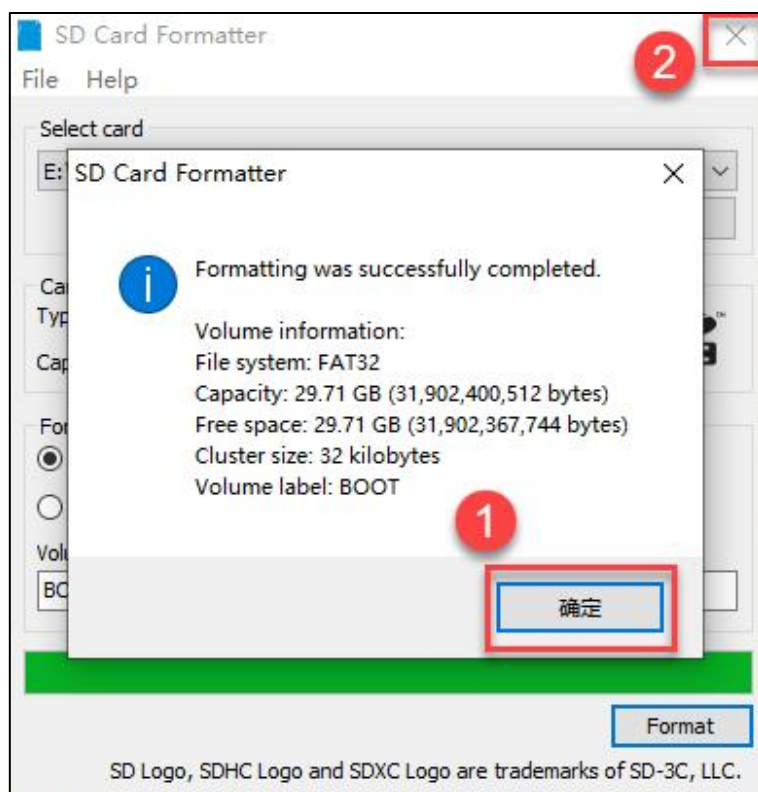 SD Card Formatter
2
File Help
Select card
E:\
SD Card Formatter
Formatting was successfully completed.
Volume information:
File system: FAT32
Capacity: 29.71 GB (31,902,400,512 bytes)
Free space: 29.71 GB (31,902,367,744 bytes)
Cluster size: 32 kilobytes
Volume label: BOOT
1
确定
Format
SD Logo, SDHC Logo and SDXC Logo are trademarks of SD-3C, LLC.